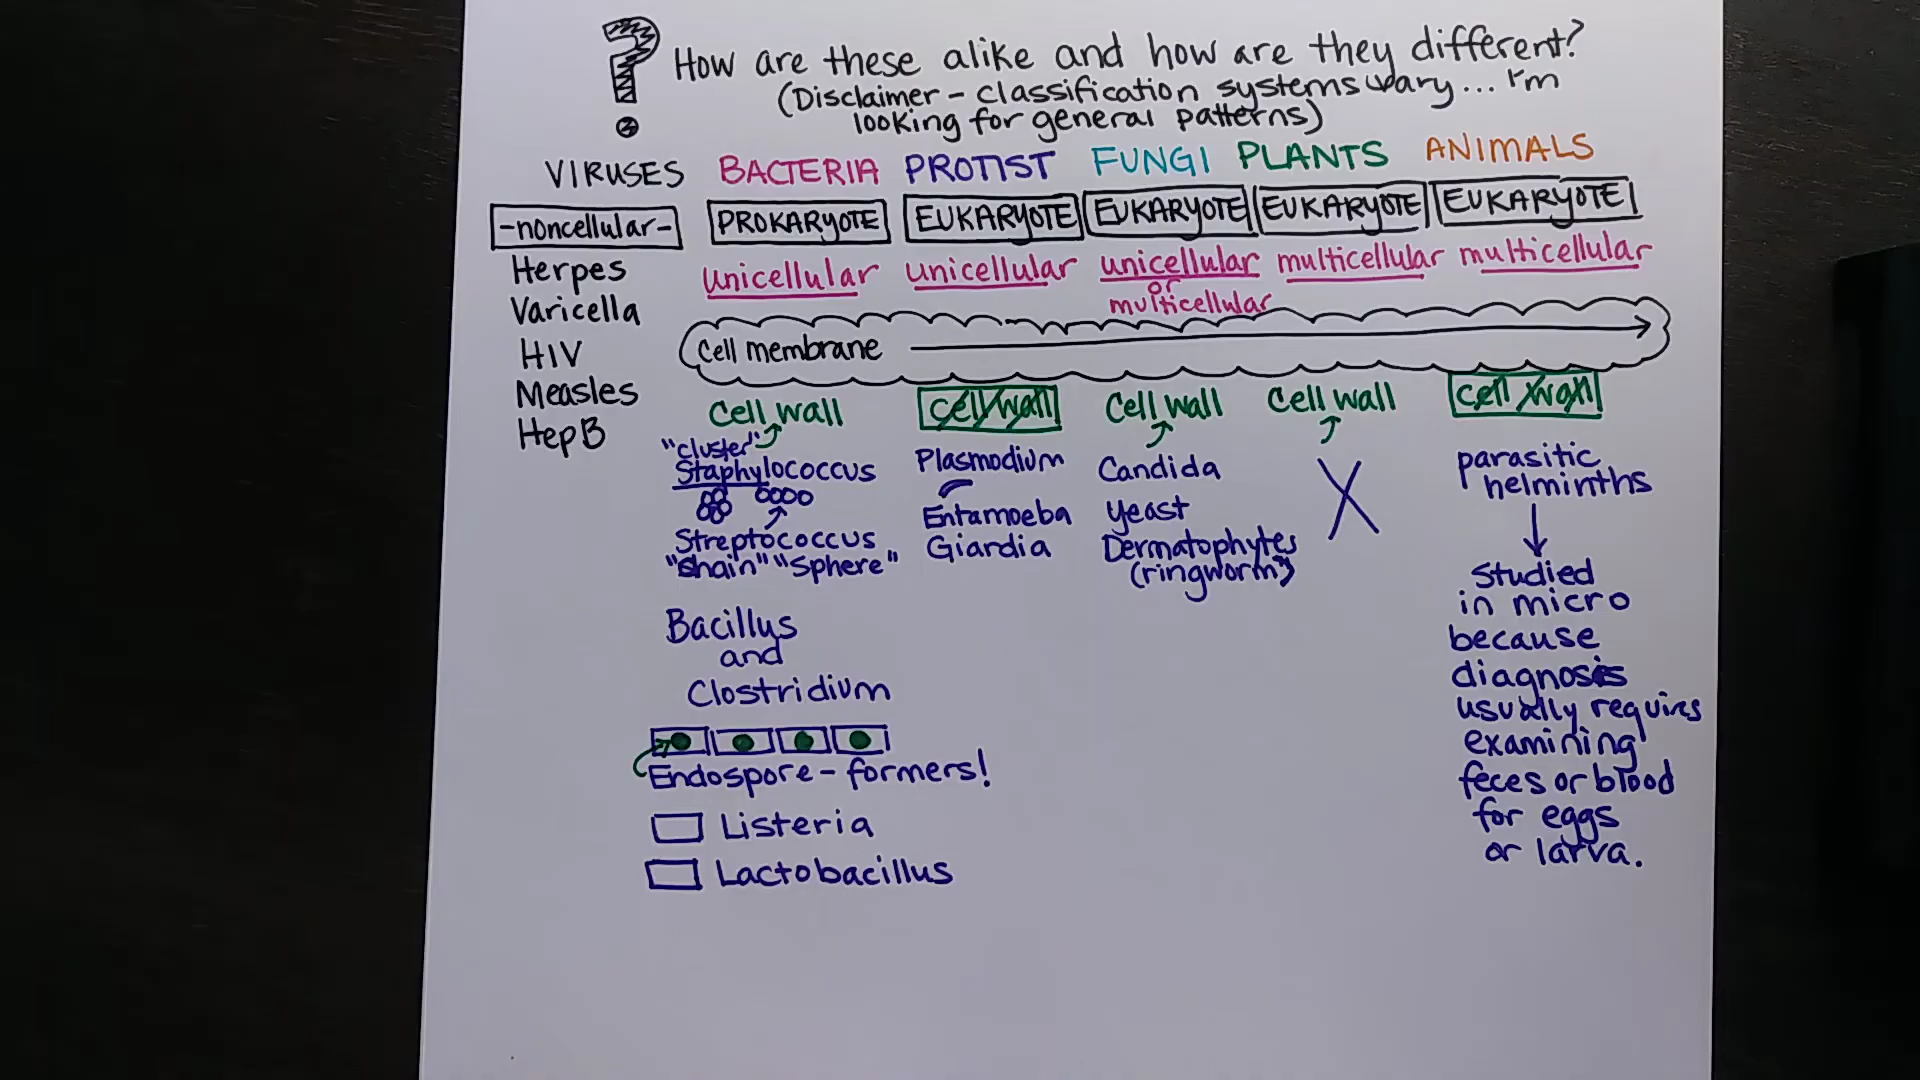 ? How are these alike and how are they different?
(Disclaimer - classification systems vary... I'm
looking for general patterns)
VIRUSES BACTERIA PROTIST FUNGI PLANTS ANIMALS
-noncellular- PROKARYOTE EUKARYOTE EUKARYOTE EUKARYOTE EUKARYOTE
Herpes
Varicella
HIV
Measles
HepB
unicellular unicellular unicellular multicellular multicellular
or
multicellular
Cell membrane
Cell wall cell wall Cell wall Cell wall cell wall
"cluster"
Staphylococcus
Streptococcus
"chain" "sphere"
Bacillus
and
Clostridium
Endospore-formers!
Listeria
Lactobacillus
Plasmodium
Entamoeba
Giardia
Candida
Yeast
Dermatophytes
(ringworm)
X
parasitic
helminths
Studied
in micro
because
diagnosis
usually requires
examining
feces or blood
for eggs
or larva.